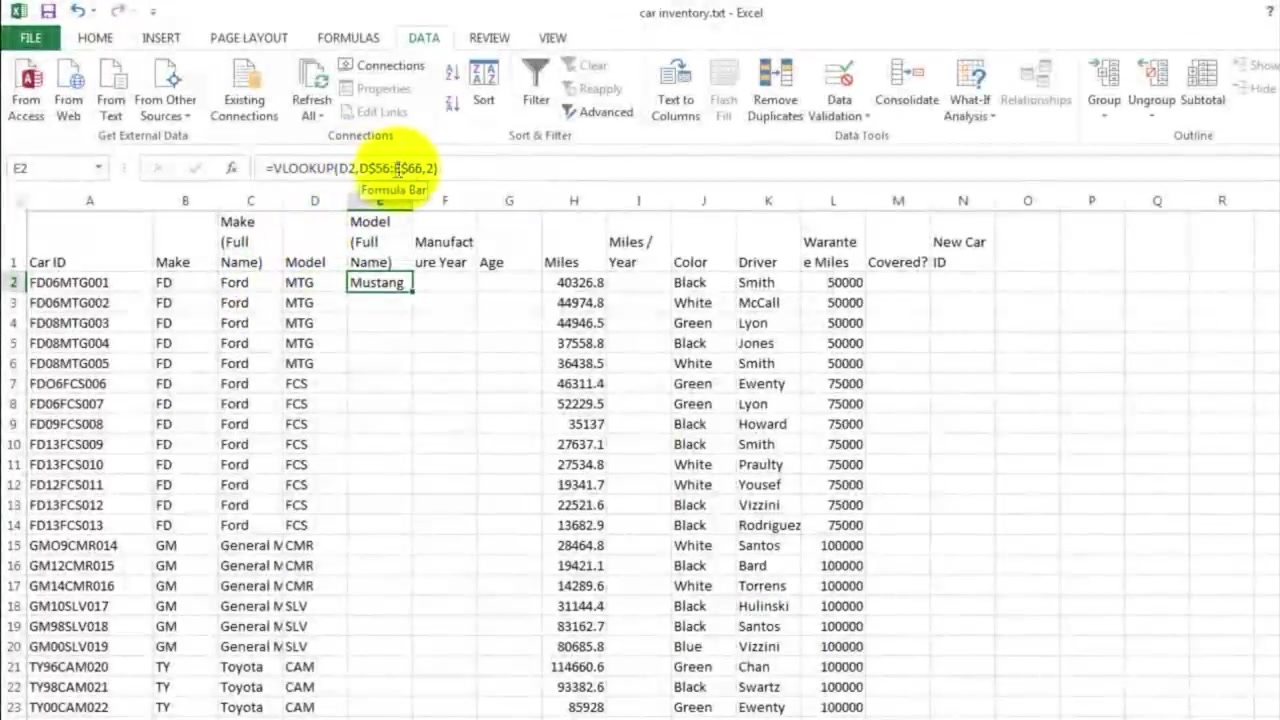 car inventory.txt - Excel
?
FILE HOME INSERT PAGE LAYOUT FORMULAS DATA REVIEW VIEW
From Access
From Web
From Text
From Other Sources
Existing Connections
Get External Data
Refresh All
Connections
Properties
Edit Links
Connections
Sort
Filter
Clear
Reapply
Advanced
Sort & Filter
Text to Columns
Flash Fill
Remove Duplicates
Data Validation
Consolidate
What-If Analysis
Relationships
Data Tools
Group
Ungroup
Subtotal
Show
Hide
Outline
E2 fx =VLOOKUP(D2,D$56:E$66,2)
Formula Bar
A B C D E F G H I J K L M N O P Q R
1 Car ID Make Make (Full Name) Model Model (Full Name) Manufact ure Year Age Miles Miles / Year Color Driver Warante e Miles Covered? New Car ID
2 FD06MTG001 FD Ford MTG Mustang 40326.8 Black Smith 50000
3 FD06MTG002 FD Ford MTG 44974.8 White McCall 50000
4 FD08MTG003 FD Ford MTG 44946.5 Green Lyon 50000
5 FD08MTG004 FD Ford MTG 37558.8 Black Jones 50000
6 FD08MTG005 FD Ford MTG 36438.5 White Smith 50000
7 FDO6FCS006 FD Ford FCS 46311.4 Green Ewenty 75000
8 FD06FCS007 FD Ford FCS 52229.5 Green Lyon 75000
9 FD09FCS008 FD Ford FCS 35137 Black Howard 75000
10 FD13FCS009 FD Ford FCS 27637.1 Black Smith 75000
11 FD13FCS010 FD Ford FCS 27534.8 White Praulty 75000
12 FD12FCS011 FD Ford FCS 19341.7 White Yousef 75000
13 FD13FCS012 FD Ford FCS 22521.6 Black Vizzini 75000
14 FD13FCS013 FD Ford FCS 13682.9 Black Rodriguez 75000
15 GMO9CMR014 GM General M CMR 28464.8 White Santos 100000
16 GM12CMR015 GM General M CMR 19421.1 Black Bard 100000
17 GM14CMR016 GM General M CMR 14289.6 White Torrens 100000
18 GM10SLV017 GM General M SLV 31144.4 Black Hulinski 100000
19 GM98SLV018 GM General M SLV 83162.7 Black Santos 100000
20 GM00SLV019 GM General M SLV 80685.8 Blue Vizzini 100000
21 TY96CAM020 TY Toyota CAM 114660.6 Green Chan 100000
22 TY98CAM021 TY Toyota CAM 93382.6 Black Swartz 100000
23 TY00CAM022 TY Toyota CAM 85928 Green Ewenty 100000